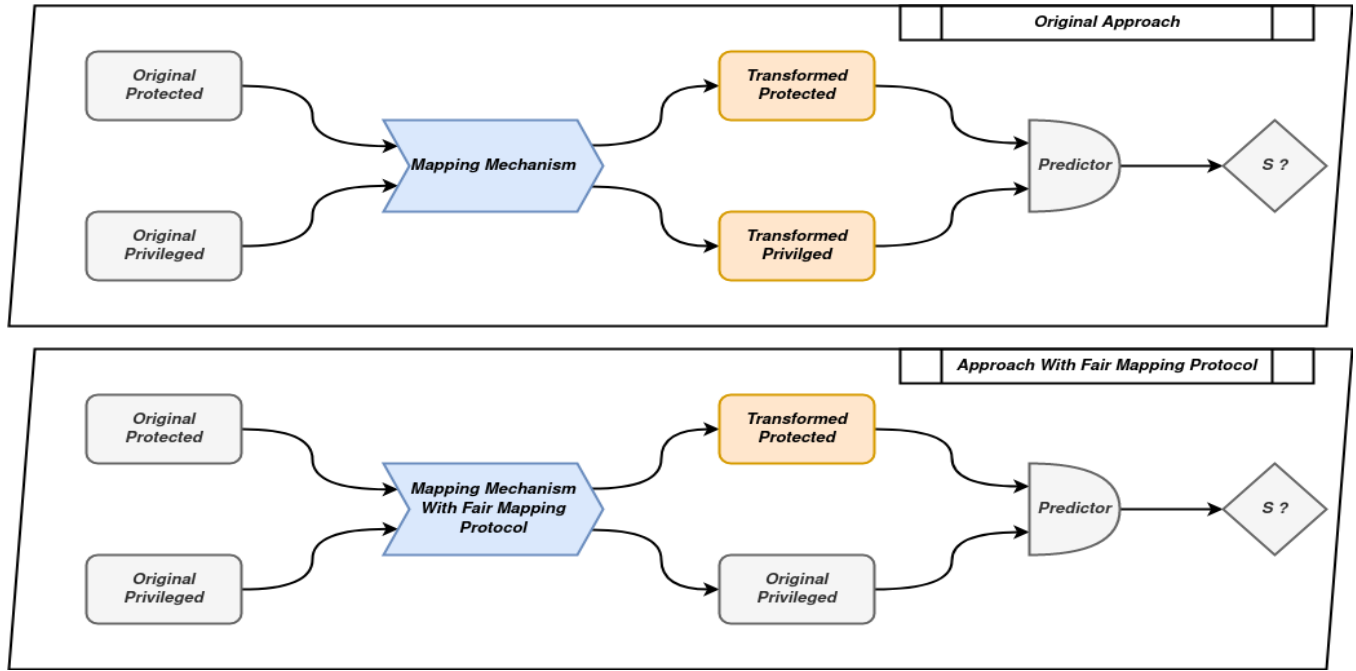 Original Approach
Original
Protected
Transformed
Protected
Mapping Mechanism
Predictor
S ?
Original
Privileged
Transformed
Privilged
Approach With Fair Mapping Protocol
Original
Protected
Transformed
Protected
Mapping Mechanism
With Fair Mapping
Protocol
Predictor
S ?
Original
Privileged
Original
Privileged